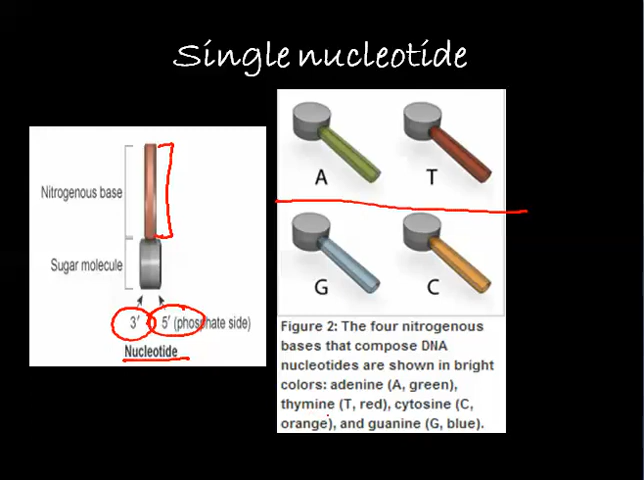 Single nucleotide
Nitrogenous base
Sugar molecule
3′ 5′ (phosphate side)
Nucleotide
A T
G C
Figure 2: The four nitrogenous
bases that compose DNA
nucleotides are shown in bright
colors: adenine (A, green),
thymine (T, red), cytosine (C,
orange), and guanine (G, blue).